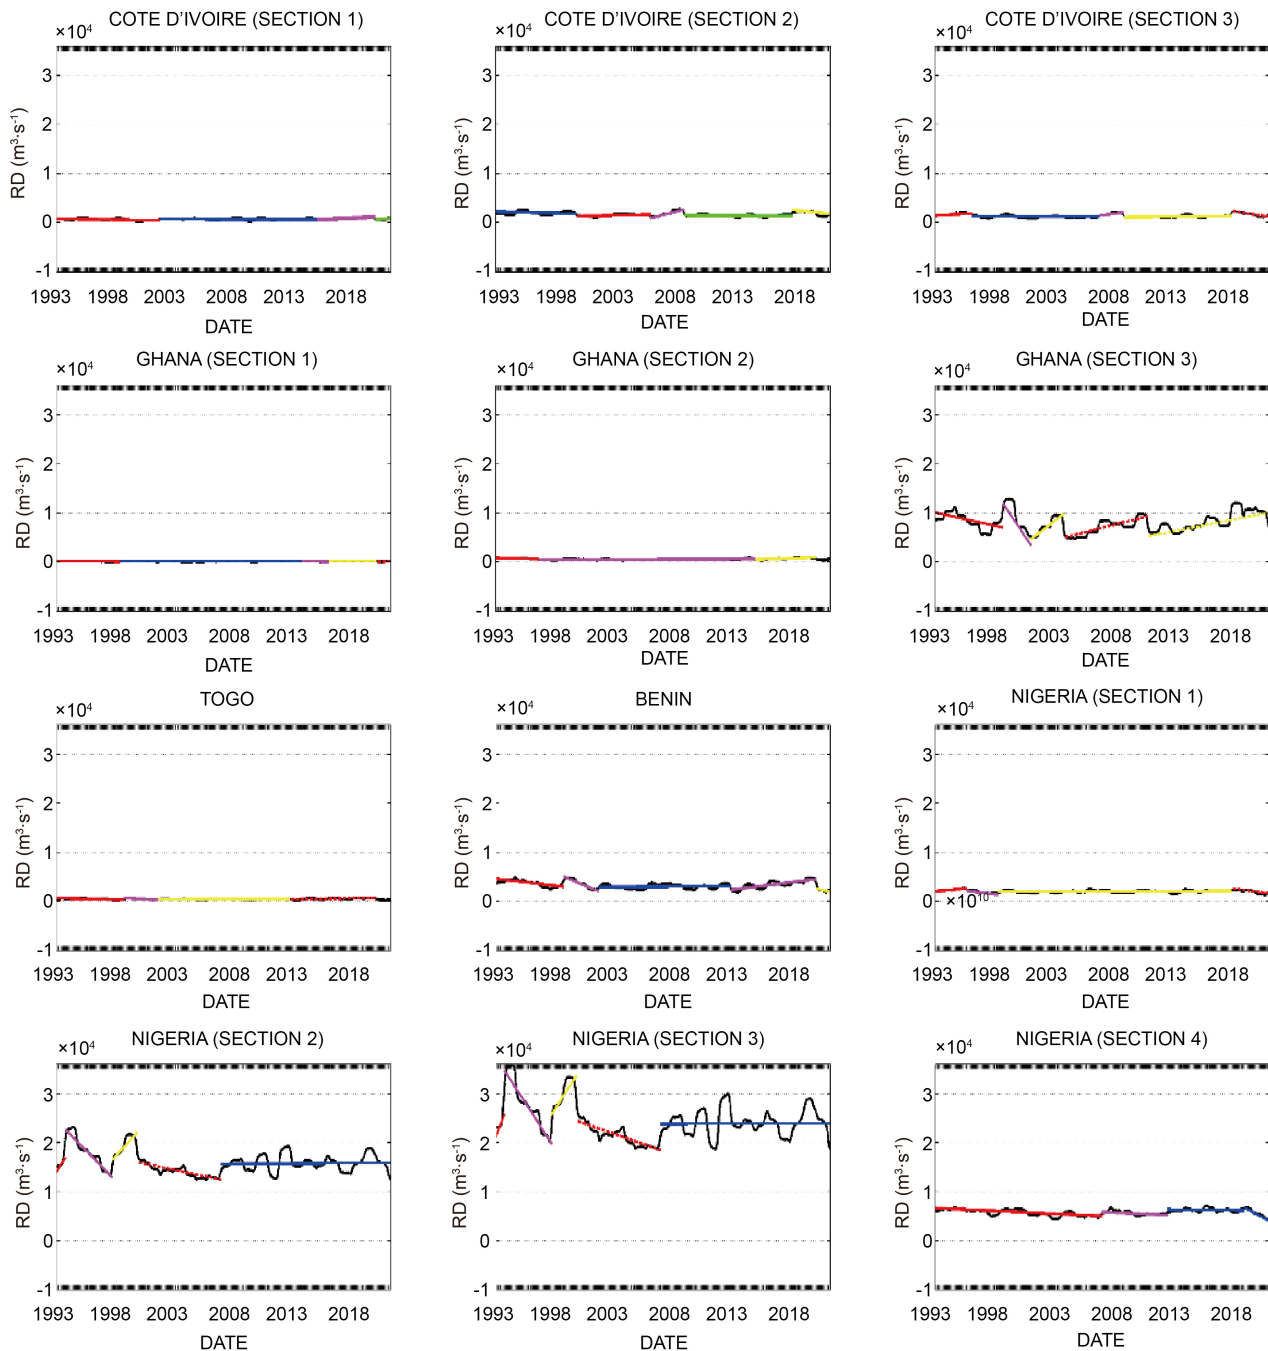 COTE D'IVOIRE (SECTION 1)
×10⁴
RD (m³·s⁻¹)
3
2
1
0
-1
1993 1998 2003 2008 2013 2018
DATE
COTE D'IVOIRE (SECTION 2)
×10⁴
RD (m³·s⁻¹)
3
2
1
0
-1
1993 1998 2003 2008 2013 2018
DATE
COTE D'IVOIRE (SECTION 3)
×10⁴
RD (m³·s⁻¹)
3
2
1
0
-1
1993 1998 2003 2008 2013 2018
DATE
GHANA (SECTION 1)
×10⁴
RD (m³·s⁻¹)
3
2
1
0
-1
1993 1998 2003 2008 2013 2018
DATE
GHANA (SECTION 2)
×10⁴
RD (m³·s⁻¹)
3
2
1
0
-1
1993 1998 2003 2008 2013 2018
DATE
GHANA (SECTION 3)
×10⁴
RD (m³·s⁻¹)
3
2
1
0
-1
1993 1998 2003 2008 2013 2018
DATE
TOGO
×10⁴
RD (m³·s⁻¹)
3
2
1
0
-1
1993 1998 2003 2008 2013 2018
DATE
BENIN
×10⁴
RD (m³·s⁻¹)
3
2
1
0
-1
1993 1998 2003 2008 2013 2018
DATE
NIGERIA (SECTION 1)
×10⁴
RD (m³·s⁻¹)
3
2
1
0
×10¹⁰
-1
1993 1998 2003 2008 2013 2018
DATE
NIGERIA (SECTION 2)
×10⁴
RD (m³·s⁻¹)
3
2
1
0
-1
1993 1998 2003 2008 2013 2018
DATE
NIGERIA (SECTION 3)
×10⁴
RD (m³·s⁻¹)
3
2
1
0
-1
1993 1998 2003 2008 2013 2018
DATE
NIGERIA (SECTION 4)
×10⁴
RD (m³·s⁻¹)
3
2
1
0
-1
1993 1998 2003 2008 2013 2018
DATE